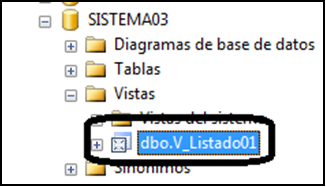 SISTEMA03
Diagramas de base de datos
Tablas
Vistas
Vistas del sistema
dbo.V_Listado01
Sinónimos